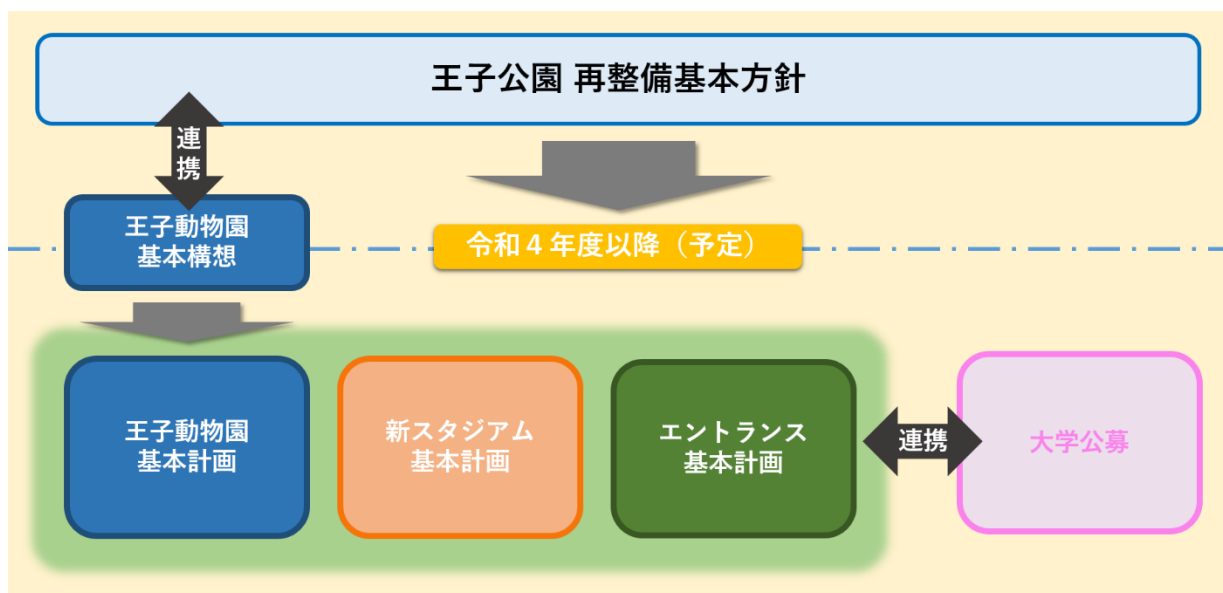 王子公園 再整備基本方針
連
携
王子動物園
基本構想
令和４年度以降（予定）
王子動物園
基本計画
新スタジアム
基本計画
エントランス
基本計画
連携
大学公募